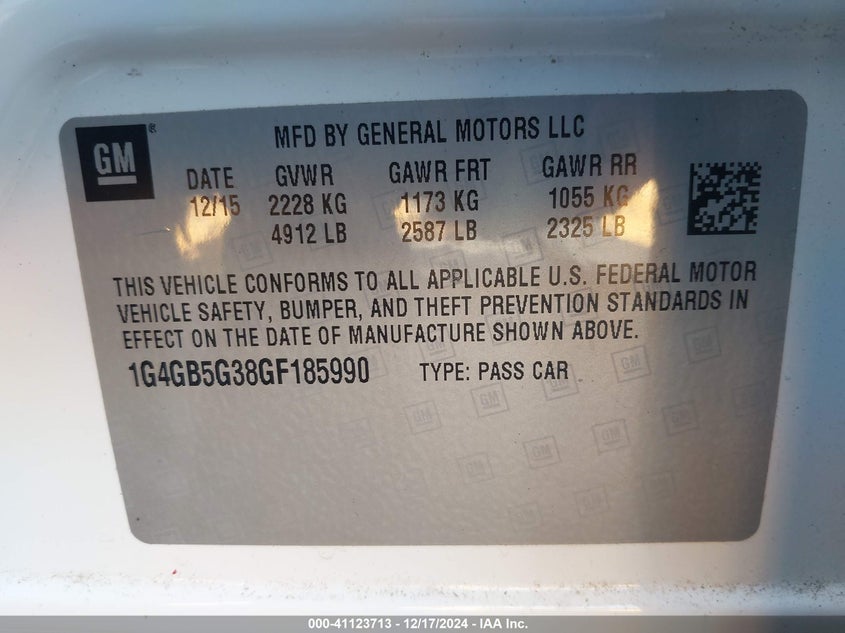 GM
MFD BY GENERAL MOTORS LLC
DATE GVWR GAWR FRT GAWR RR
12/15 2228 KG 1173 KG 1055 KG
4912 LB 2587 LB 2325 LB
THIS VEHICLE CONFORMS TO ALL APPLICABLE U.S. FEDERAL MOTOR
VEHICLE SAFETY, BUMPER, AND THEFT PREVENTION STANDARDS IN
EFFECT ON THE DATE OF MANUFACTURE SHOWN ABOVE.
1G4GB5G38GF185990 TYPE: PASS CAR
000-41123713 - 12/17/2024 - IAA Inc.